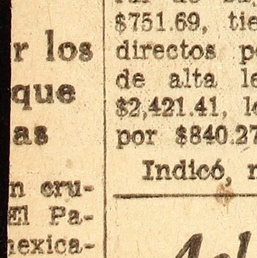 r los
que
as
n cru-
El Pa-
mexica-
$751.69, tie
directos p
de alta le
$2,421.41, l
por $840.27
Indicó,